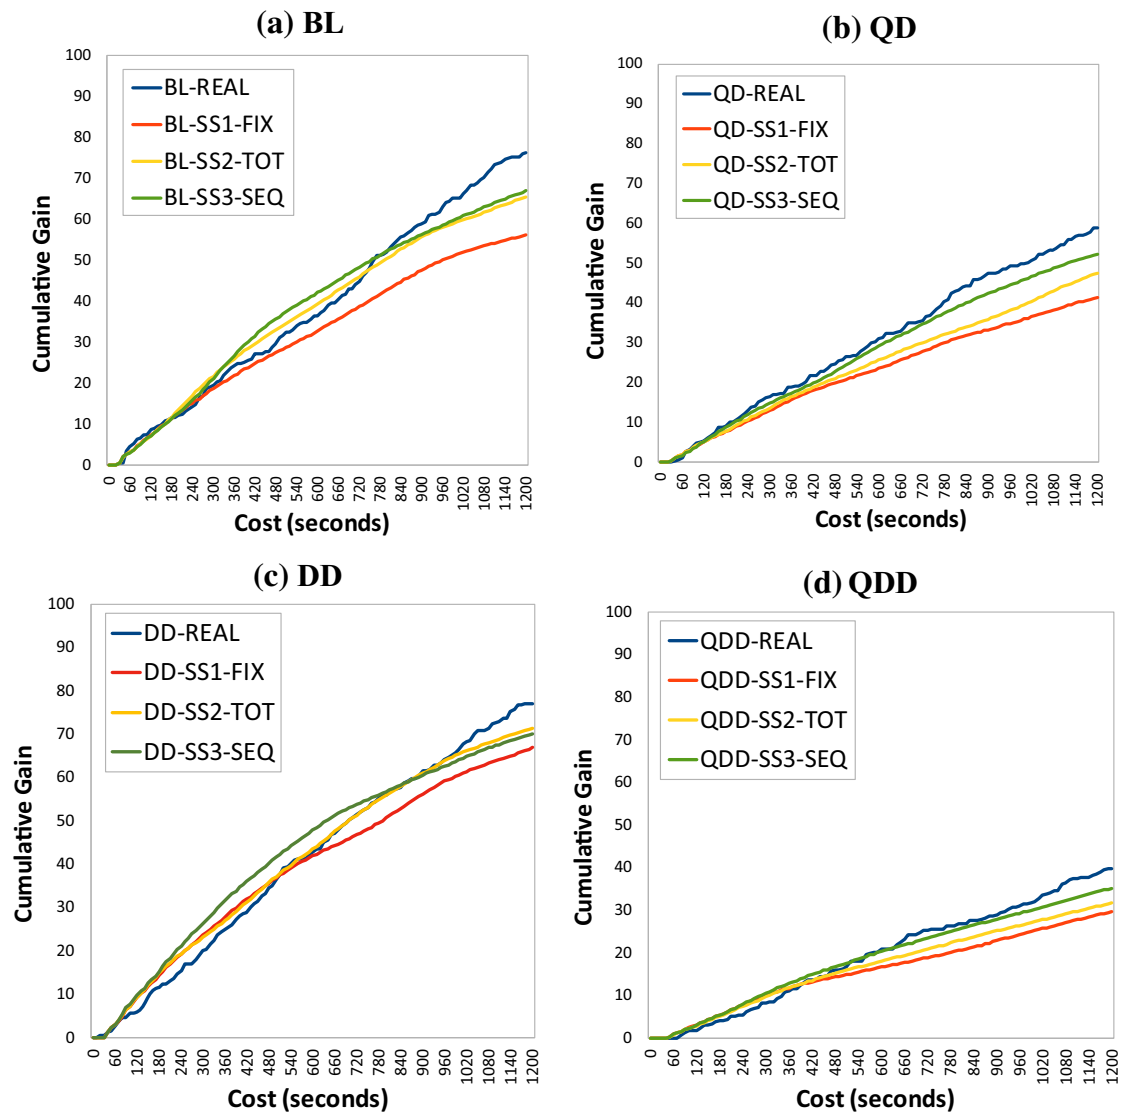 (a) BL
100
90
80
70
60
50
40
30
20
10
0
Cumulative Gain
BL-REAL
BL-SS1-FIX
BL-SS2-TOT
BL-SS3-SEQ
0 60 120 180 240 300 360 420 480 540 600 660 720 780 840 900 960 1020 1080 1140 1200
Cost (seconds)
(b) QD
100
90
80
70
60
50
40
30
20
10
0
Cumulative Gain
QD-REAL
QD-SS1-FIX
QD-SS2-TOT
QD-SS3-SEQ
0 60 120 180 240 300 360 420 480 540 600 660 720 780 840 900 960 1020 1080 1140 1200
Cost (seconds)
(c) DD
100
90
80
70
60
50
40
30
20
10
0
Cumulative Gain
DD-REAL
DD-SS1-FIX
DD-SS2-TOT
DD-SS3-SEQ
0 60 120 180 240 300 360 420 480 540 600 660 720 780 840 900 960 1020 1080 1140 1200
Cost (seconds)
(d) QDD
100
90
80
70
60
50
40
30
20
10
0
Cumulative Gain
QDD-REAL
QDD-SS1-FIX
QDD-SS2-TOT
QDD-SS3-SEQ
0 60 120 180 240 300 360 420 480 540 600 660 720 780 840 900 960 1020 1080 1140 1200
Cost (seconds)